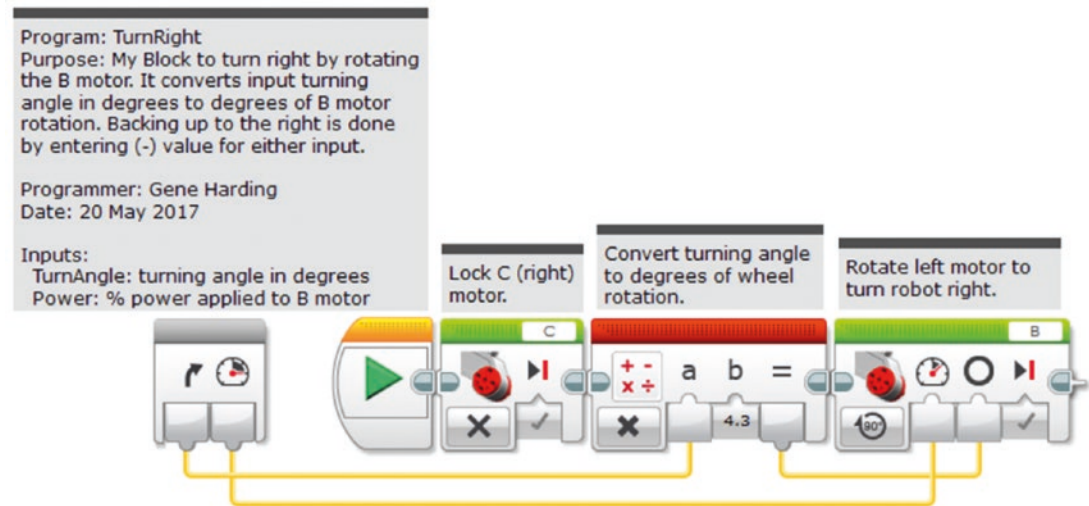 Program: TurnRight
Purpose: My Block to turn right by rotating
the B motor. It converts input turning
angle in degrees to degrees of B motor
rotation. Backing up to the right is done
by entering (-) value for either input.
Programmer: Gene Harding
Date: 20 May 2017
Inputs:
TurnAngle: turning angle in degrees
Power: % power applied to B motor
Lock C (right)
motor.
Convert turning angle
to degrees of wheel
rotation.
Rotate left motor to
turn robot right.
C
B
+ -
× ÷
a b =
4.3
90°